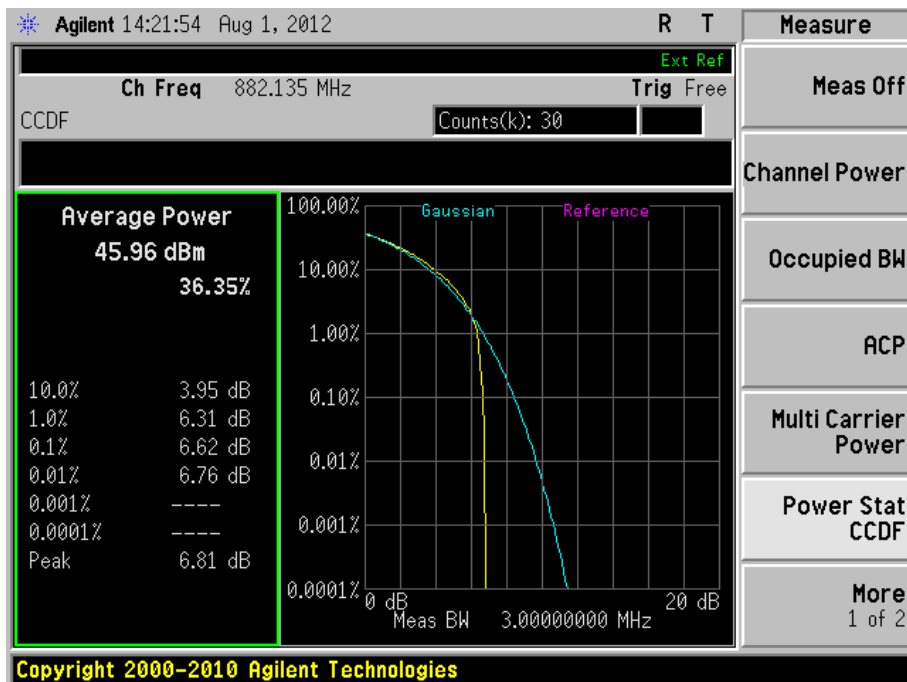 Agilent 14:21:54 Aug 1, 2012 R T
Ext Ref
Ch Freq 882.135 MHz Trig Free
CCDF Counts(k): 30
Average Power
45.96 dBm
36.35%
10.0% 3.95 dB
1.0% 6.31 dB
0.1% 6.62 dB
0.01% 6.76 dB
0.001% ----
0.0001% ----
Peak 6.81 dB
Gaussian Reference
100.00%
10.00%
1.00%
0.10%
0.01%
0.001%
0.0001%
0 dB 20 dB
Meas BW 3.00000000 MHz
Measure
Meas Off
Channel Power
Occupied BW
ACP
Multi Carrier
Power
Power Stat
CCDF
More
1 of 2
Copyright 2000-2010 Agilent Technologies